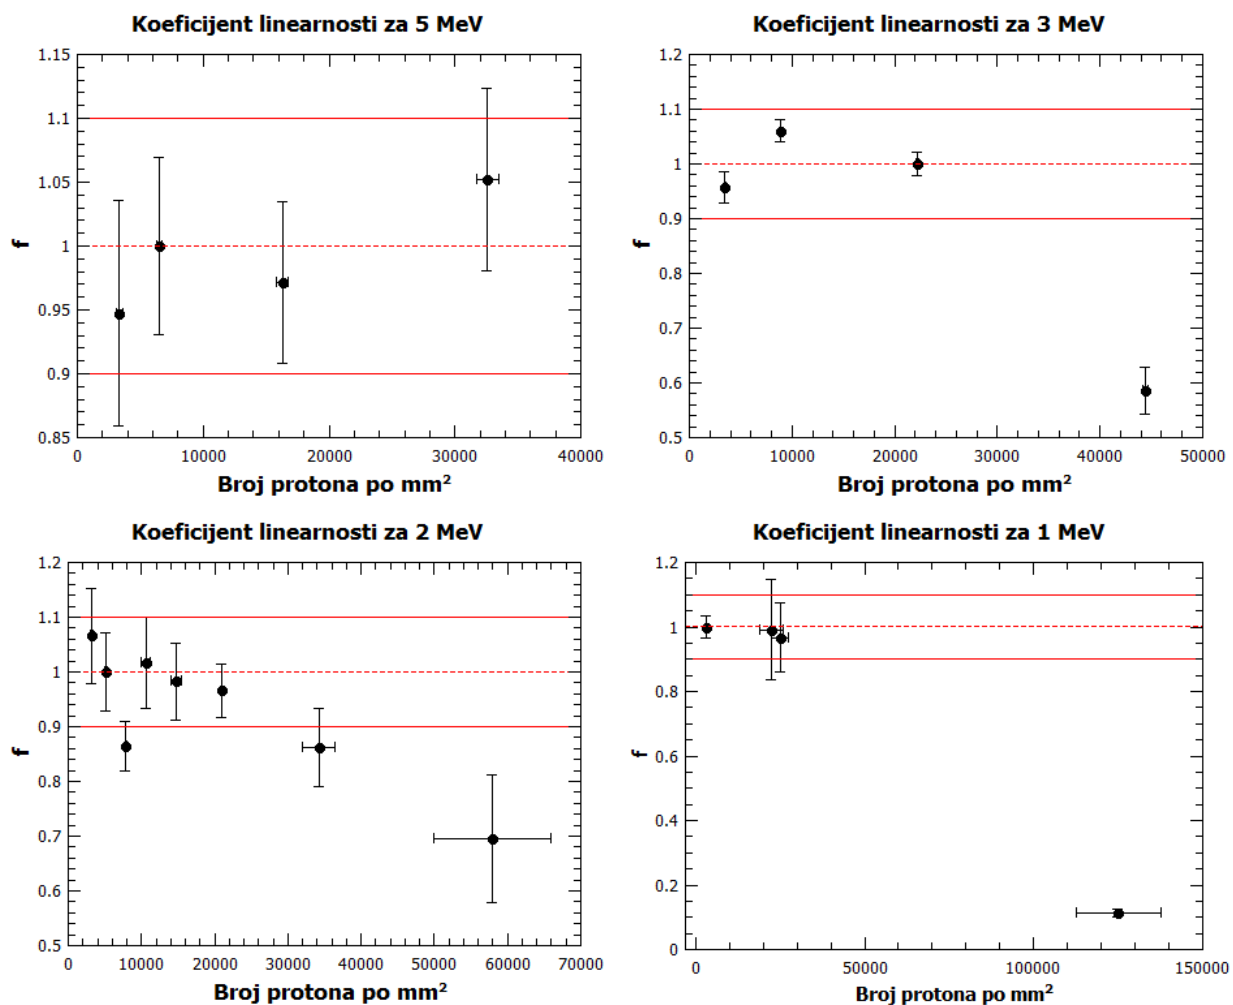 Koeficijent linearnosti za 5 MeV
1.15
1.1
1.05
1
0.95
0.9
0.85
f
0 10000 20000 30000 40000
Broj protona po mm²
Koeficijent linearnosti za 3 MeV
1.2
1.1
1
0.9
0.8
0.7
0.6
0.5
f
0 10000 20000 30000 40000 50000
Broj protona po mm²
Koeficijent linearnosti za 2 MeV
1.2
1.1
1
0.9
0.8
0.7
0.6
0.5
f
0 10000 20000 30000 40000 50000 60000 70000
Broj protona po mm²
Koeficijent linearnosti za 1 MeV
1.2
1
0.8
0.6
0.4
0.2
0
f
0 50000 100000 150000
Broj protona po mm²